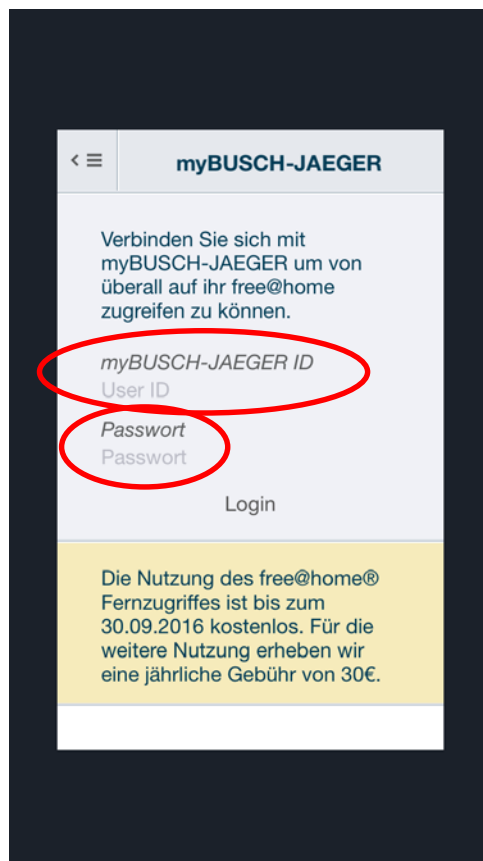 myBUSCH-JAEGER
Verbinden Sie sich mit
myBUSCH-JAEGER um von
überall auf ihr free@home
zugreifen zu können.
myBUSCH-JAEGER ID
User ID
Passwort
Passwort
Login
Die Nutzung des free@home®
Fernzugriffes ist bis zum
30.09.2016 kostenlos. Für die
weitere Nutzung erheben wir
eine jährliche Gebühr von 30€.